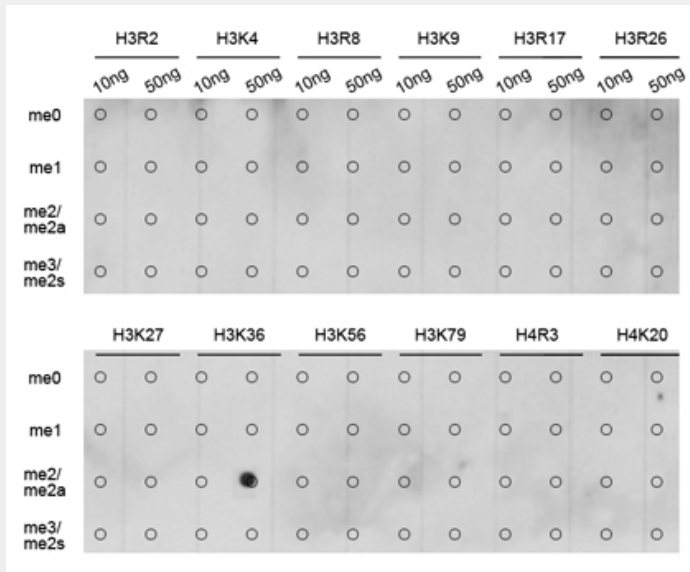 H3R2 H3K4 H3R8 H3K9 H3R17 H3R26
10ng 50ng 10ng 50ng 10ng 50ng 10ng 50ng 10ng 50ng 10ng 50ng
me0
me1
me2/
me2a
me3/
me2s
H3K27 H3K36 H3K56 H3K79 H4R3 H4K20
me0
me1
me2/
me2a
me3/
me2s